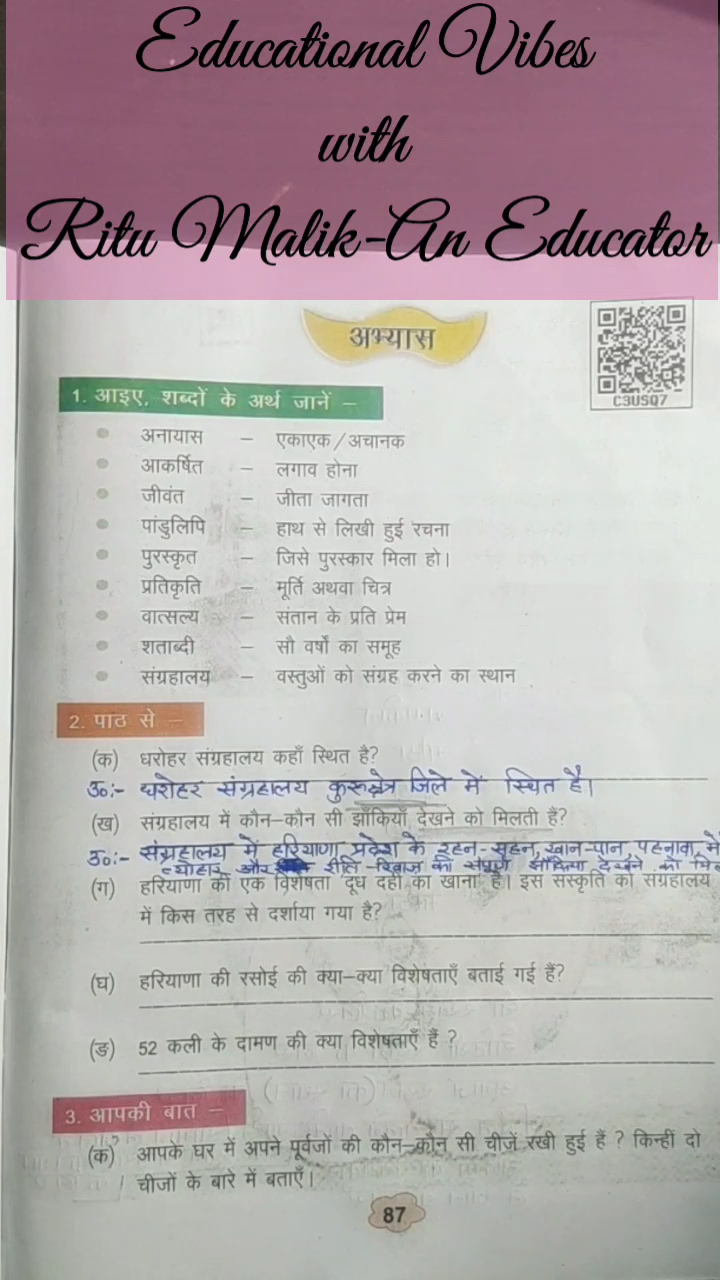 Educational Vibes
with
Ritu Malik-An Educator
अभ्यास
C3USQ7
1. आइए, शब्दों के अर्थ जानें –
अनायास – एकाएक/अचानक
आकर्षित – लगाव होना
जीवंत – जीता जागता
पांडुलिपि – हाथ से लिखी हुई रचना
पुरस्कृत – जिसे पुरस्कार मिला हो।
प्रतिकृति – मूर्ति अथवा चित्र
वात्सल्य – संतान के प्रति प्रेम
शताब्दी – सौ वर्षों का समूह
संग्रहालय – वस्तुओं को संग्रह करने का स्थान
2. पाठ से –
(क) धरोहर संग्रहालय कहाँ स्थित है?
उ०:- धरोहर संग्रहालय कुरुक्षेत्र जिले में स्थित है।
(ख) संग्रहालय में कौन-कौन सी झाँकियाँ देखने को मिलती हैं?
उ०:- संग्रहालय में हरियाणा प्रदेश के रहन-सहन, खान-पान, पहनावा, में
त्योहार और रीति-रिवाज की संपूर्ण झाँकियां देखने को मिल
(ग) हरियाणा की एक विशेषता दूध दही का खाना है। इस संस्कृति को संग्रहालय
में किस तरह से दर्शाया गया है?
(घ) हरियाणा की रसोई की क्या–क्या विशेषताएँ बताई गई हैं?
(ङ) 52 कली के दामण की क्या विशेषताएँ हैं ?
3. आपकी बात –
(क) आपके घर में अपने पूर्वजों की कौन–कौन सी चीजें रखी हुई हैं ? किन्हीं दो
चीजों के बारे में बताएँ।
87